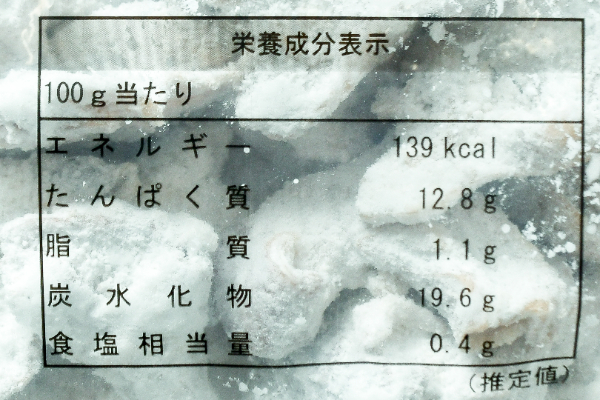 栄養成分表示
100g当たり
エネルギー 139kcal
たんぱく質 12.8g
脂質 1.1g
炭水化物 19.6g
食塩相当量 0.4g
(推定値)